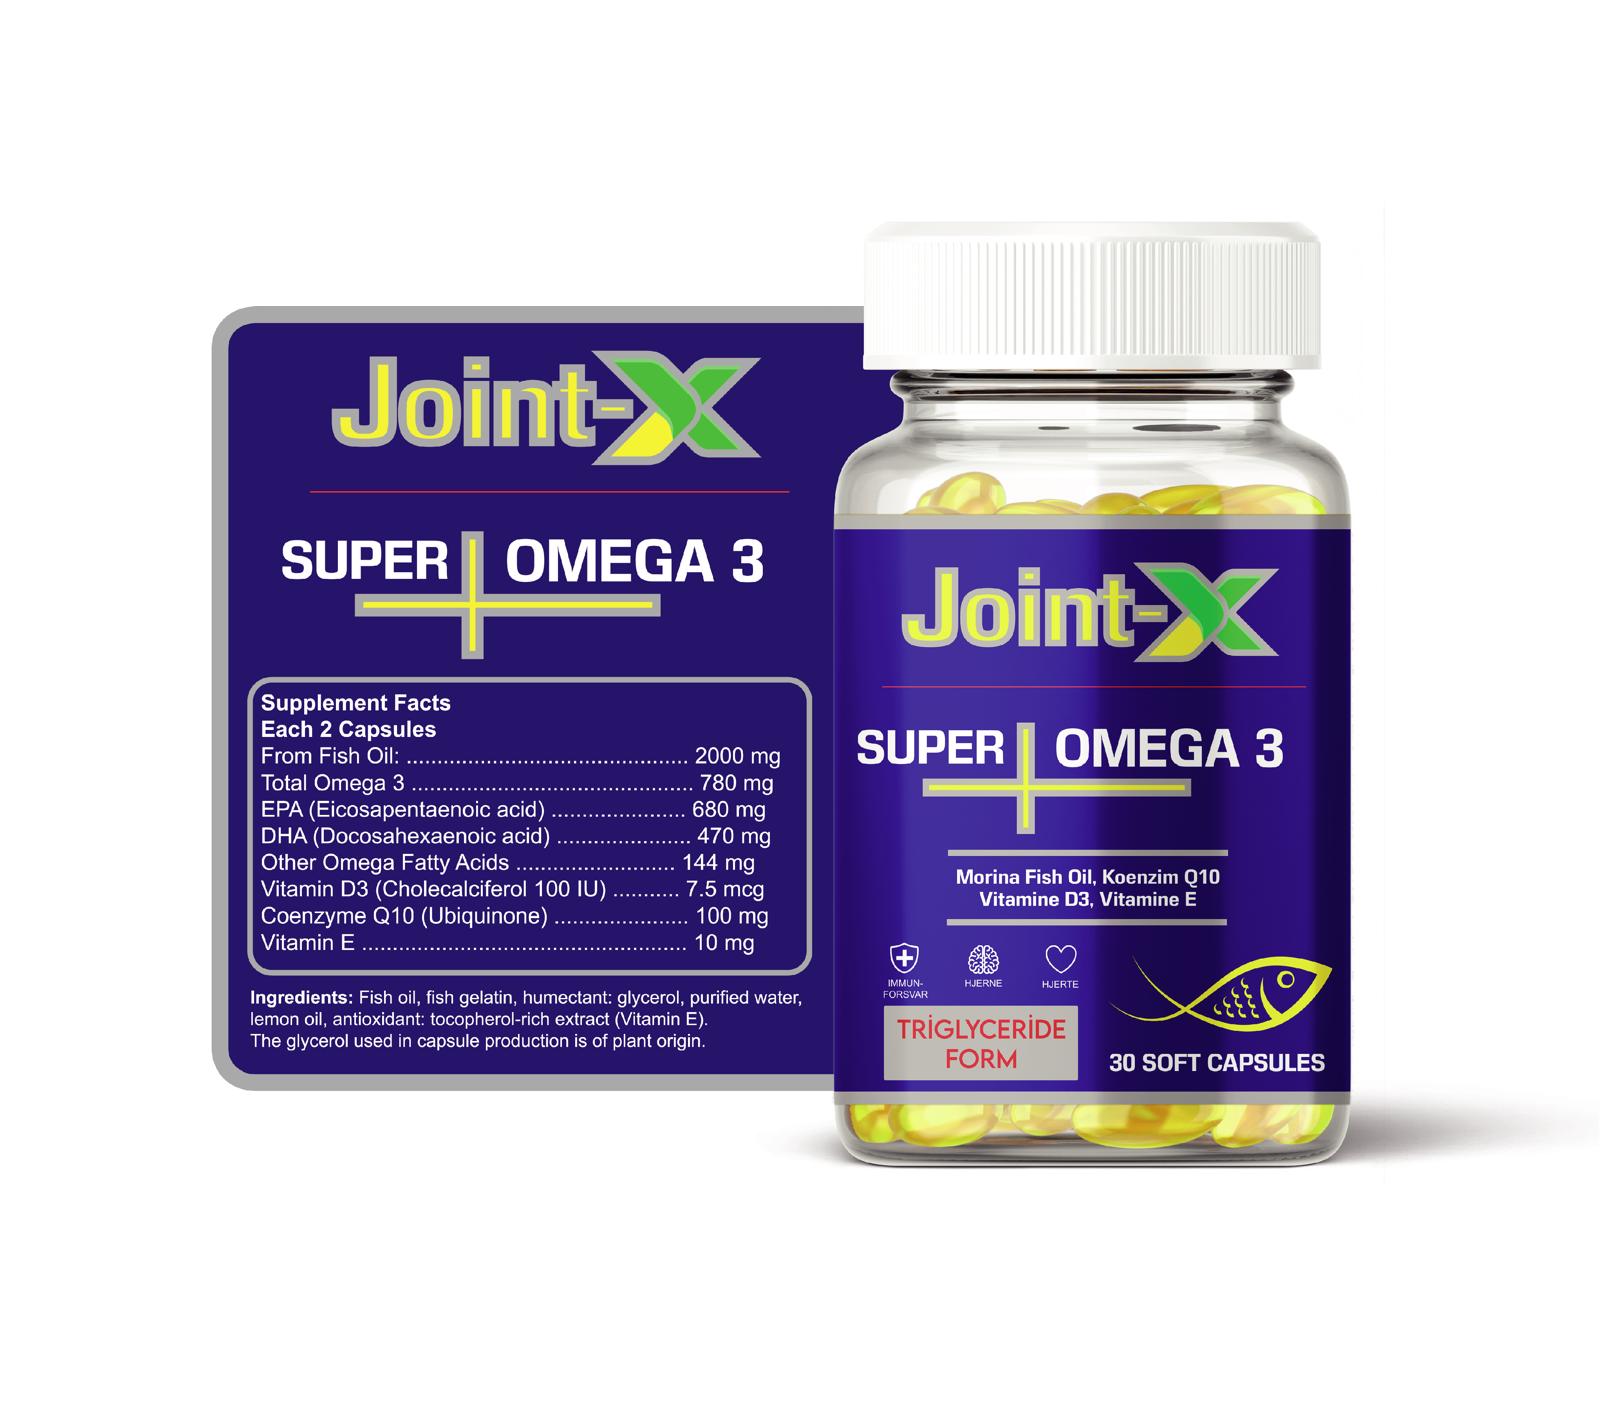 Joint-X
SUPER OMEGA 3
Supplement Facts
Each 2 Capsules
From Fish Oil: ................................................ 2000 mg
Total Omega 3 ................................................ 780 mg
EPA (Eicosapentaenoic acid) ....................... 680 mg
DHA (Docosahexaenoic acid) ....................... 470 mg
Other Omega Fatty Acids ........................... 144 mg
Vitamin D3 (Cholecalciferol 100 IU) ........... 7.5 mcg
Coenzyme Q10 (Ubiquinone) ....................... 100 mg
Vitamin E ....................................................... 10 mg
Ingredients: Fish oil, fish gelatin, humectant: glycerol, purified water,
lemon oil, antioxidant: tocopherol-rich extract (Vitamin E).
The glycerol used in capsule production is of plant origin.
Joint-X
SUPER OMEGA 3
Morina Fish Oil, Koenzim Q10
Vitamine D3, Vitamine E
IMMUN-
FORSVAR
HJERNE
HJERTE
TRİGLYCERİDE
FORM
30 SOFT CAPSULES